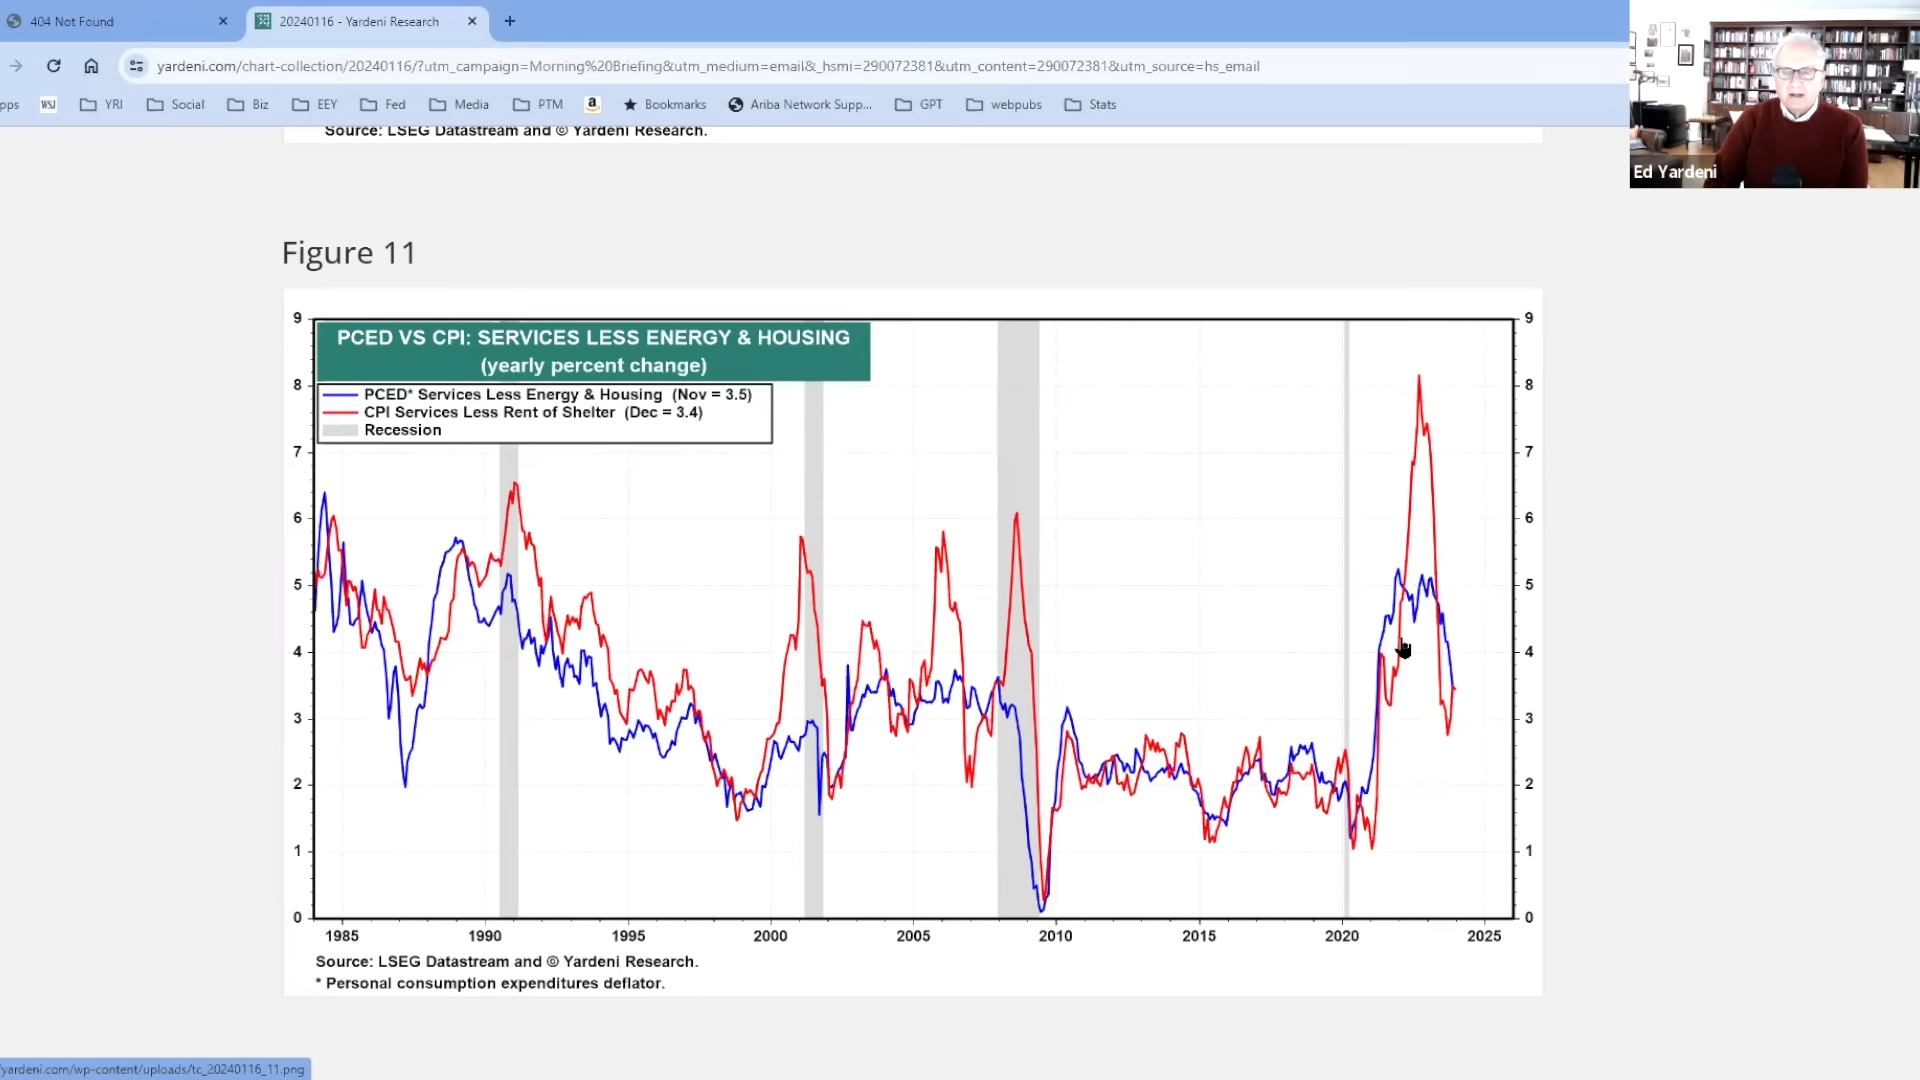 404 Not Found
20240116 - Yardeni Research
yardeni.com/chart-collection/20240116/?utm_campaign=Morning%20Briefing&utm_medium=email&_hsmi=290072381&utm_content=290072381&utm_source=hs_email
pps WSJ YRI Social Biz EEY Fed Media PTM a Bookmarks Ariba Network Supp... GPT webpubs Stats
Ed Yardeni
Source: LSEG Datastream and © Yardeni Research.
Figure 11
PCED VS CPI: SERVICES LESS ENERGY & HOUSING
(yearly percent change)
PCED* Services Less Energy & Housing (Nov = 3.5)
CPI Services Less Rent of Shelter (Dec = 3.4)
Recession
9 9
8 8
7 7
6 6
5 5
4 4
3 3
2 2
1 1
0 0
1985 1990 1995 2000 2005 2010 2015 2020 2025
Source: LSEG Datastream and © Yardeni Research.
* Personal consumption expenditures deflator.
yardeni.com/wp-content/uploads/tc_20240116_11.png